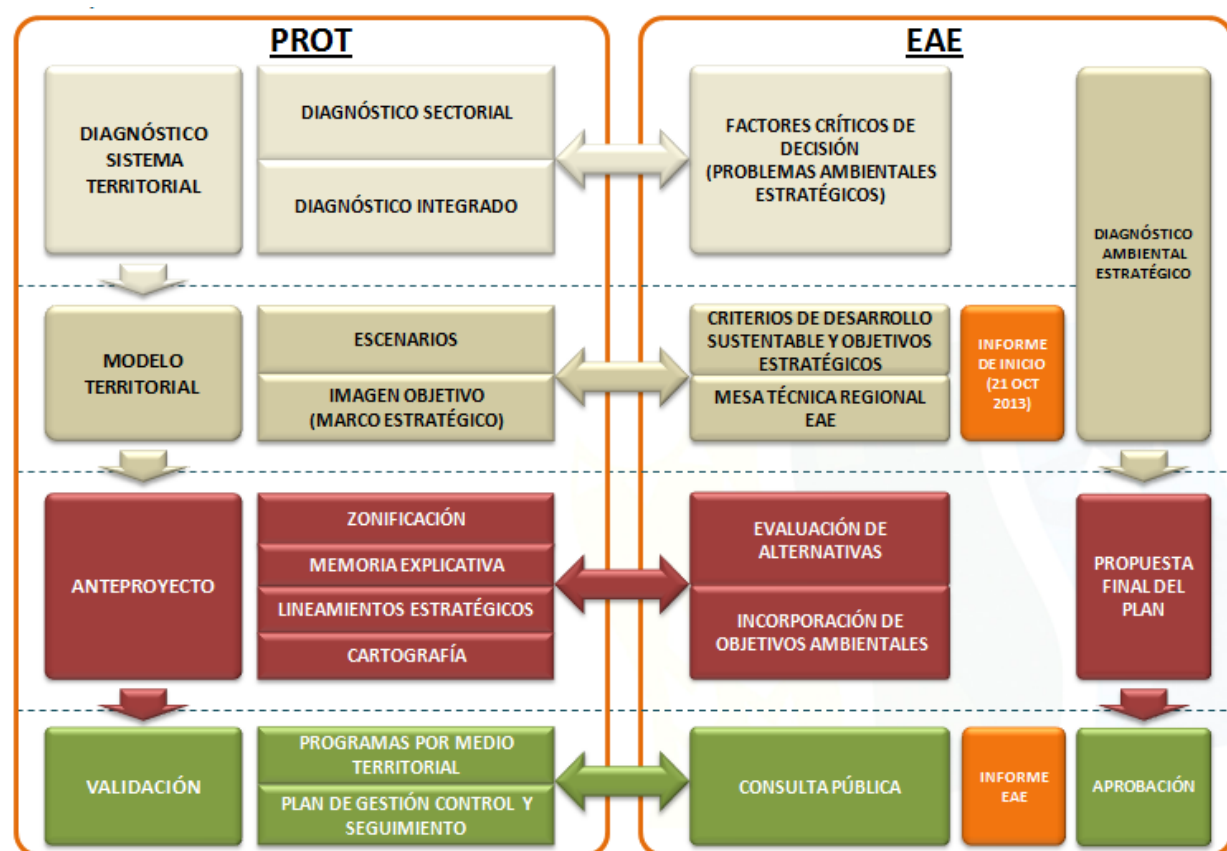 PROT
EAE
DIAGNÓSTICO
SISTEMA
TERRITORIAL
DIAGNÓSTICO SECTORIAL
DIAGNÓSTICO INTEGRADO
FACTORES CRÍTICOS DE
DECISIÓN
(PROBLEMAS AMBIENTALES
ESTRATÉGICOS)
DIAGNÓSTICO
AMBIENTAL
ESTRATÉGICO
MODELO
TERRITORIAL
ESCENARIOS
IMAGEN OBJETIVO
(MARCO ESTRATÉGICO)
CRITERIOS DE DESARROLLO
SUSTENTABLE Y OBJETIVOS
ESTRATÉGICOS
MESA TÉCNICA REGIONAL
EAE
INFORME
DE INICIO
(21 OCT
2013)
ANTEPROYECTO
ZONIFICACIÓN
MEMORIA EXPLICATIVA
LINEAMIENTOS ESTRATÉGICOS
CARTOGRAFÍA
EVALUACIÓN DE
ALTERNATIVAS
INCORPORACIÓN DE
OBJETIVOS AMBIENTALES
PROPUESTA
FINAL DEL
PLAN
VALIDACIÓN
PROGRAMAS POR MEDIO
TERRITORIAL
PLAN DE GESTIÓN CONTROL Y
SEGUIMIENTO
CONSULTA PÚBLICA
INFORME
EAE
APROBACIÓN